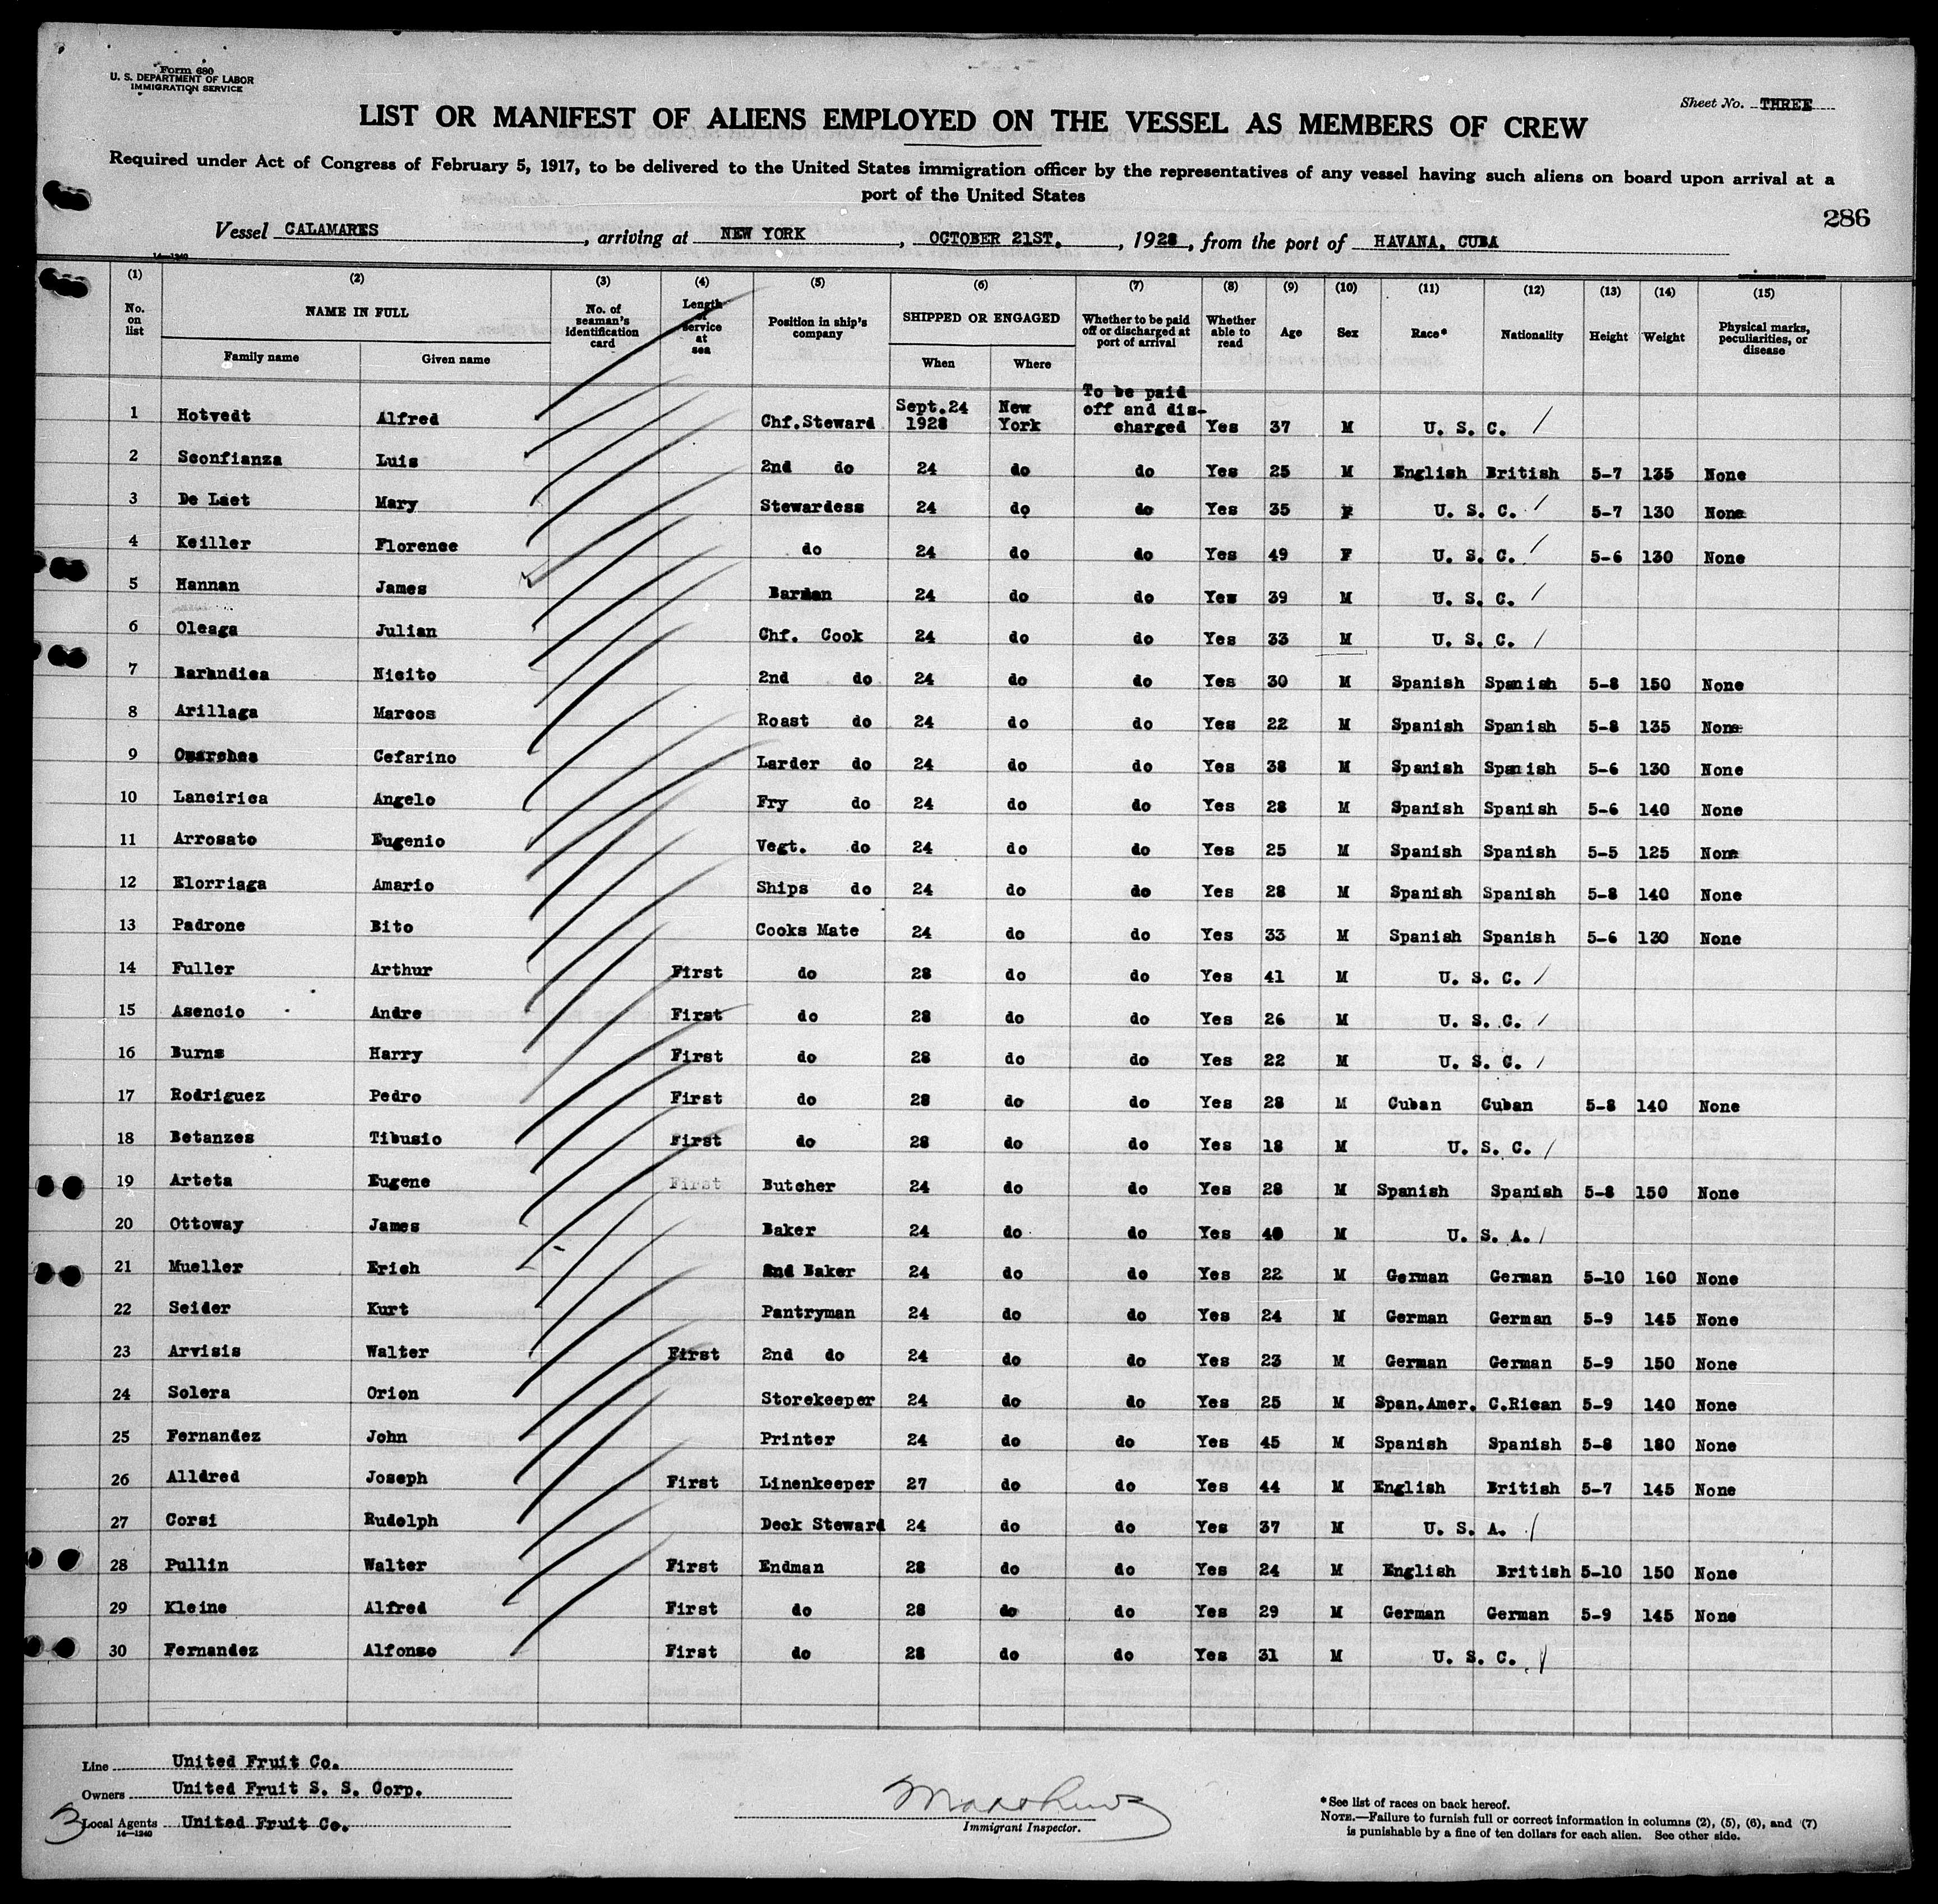 Form 680
U. S. DEPARTMENT OF LABOR
IMMIGRATION SERVICE
Sheet No. THREE
LIST OR MANIFEST OF ALIENS EMPLOYED ON THE VESSEL AS MEMBERS OF CREW
Required under Act of Congress of February 5, 1917, to be delivered to the United States immigration officer by the representatives of any vessel having such aliens on board upon arrival at a
port of the United States
286
Vessel CALAMARES, arriving at NEW YORK, OCTOBER 21ST., 1928, from the port of HAVANA, CUBA
14—1240
(1) (2) (3) (4) (5) (6) (7) (8) (9) (10) (11) (12) (13) (14) (15)
No. on list NAME IN FULL No. of seaman's identification card Length of service at sea Position in ship's company SHIPPED OR ENGAGED Whether to be paid off or discharged at port of arrival Whether able to read Age Sex Race* Nationality Height Weight Physical marks, peculiarities, or disease
Family name Given name When Where
1 Hotvedt Alfred Chf.Steward Sept.24 1928 New York To be paid off and discharged Yes 37 M U. S. C. /
2 Sconfianza Luis 2nd do 24 do do Yes 25 M English British 5-7 135 None
3 De Laet Mary Stewardess 24 do do Yes 35 F U. S. C. / 5-7 130 None
4 Keiller Florence do 24 do do Yes 49 F U. S. C. / 5-6 130 None
5 Hannan James Barman 24 do do Yes 39 M U. S. C. /
6 Oleaga Julian Chf. Cook 24 do do Yes 33 M U. S. C. /
7 Barandica Nicito 2nd do 24 do do Yes 30 M Spanish Spanish 5-8 150 None
8 Arillaga Marcos Roast do 24 do do Yes 22 M Spanish Spanish 5-8 135 None
9 Cefarino Larder do 24 do do Yes 38 M Spanish Spanish 5-6 130 None
10 Lancirica Angelo Fry do 24 do do Yes 28 M Spanish Spanish 5-6 140 None
11 Arrosato Eugenio Vegt. do 24 do do Yes 25 M Spanish Spanish 5-5 125 None
12 Elorriaga Amario Ships do 24 do do Yes 28 M Spanish Spanish 5-8 140 None
13 Padrone Bito Cooks Mate 24 do do Yes 33 M Spanish Spanish 5-6 130 None
14 Fuller Arthur First do 28 do do Yes 41 M U. S. C. /
15 Asencio Andre First do 28 do do Yes 26 M U. S. C. /
16 Burns Harry First do 28 do do Yes 22 M U. S. C. /
17 Rodriguez Pedro First do 28 do do Yes 28 M Cuban Cuban 5-8 140 None
18 Betanzes Tibusio First do 28 do do Yes 18 M U. S. C. /
19 Arteta Eugene First Butcher 24 do do Yes 28 M Spanish Spanish 5-8 150 None
20 Ottoway James Baker 24 do do Yes 40 M U. S. A. /
21 Mueller Erich 2nd Baker 24 do do Yes 22 M German German 5-10 160 None
22 Seider Kurt Pantryman 24 do do Yes 24 M German German 5-9 145 None
23 Arvisis Walter First 2nd do 24 do do Yes 23 M German German 5-9 150 None
24 Solera Orion Storekeeper 24 do do Yes 25 M Span.Amer. C.Rican 5-9 140 None
25 Fernandez John Printer 24 do do Yes 45 M Spanish Spanish 5-8 180 None
26 Alldred Joseph First Linenkeeper 27 do do Yes 44 M English British 5-7 145 None
27 Corsi Rudolph Deck Steward 24 do do Yes 37 M U. S. A. /
28 Pullin Walter First Endman 28 do do Yes 24 M English British 5-10 150 None
29 Kleine Alfred First do 28 do do Yes 29 M German German 5-9 145 None
30 Fernandez Alfonso First do 28 do do Yes 31 M U. S. C. /
Line United Fruit Co.
Owners United Fruit S. S. Corp.
3 Local Agents United Fruit Co.
14—1240
Immigrant Inspector.
* See list of races on back hereof.
NOTE.—Failure to furnish full or correct information in columns (2), (5), (6), and (7)
is punishable by a fine of ten dollars for each alien. See other side.